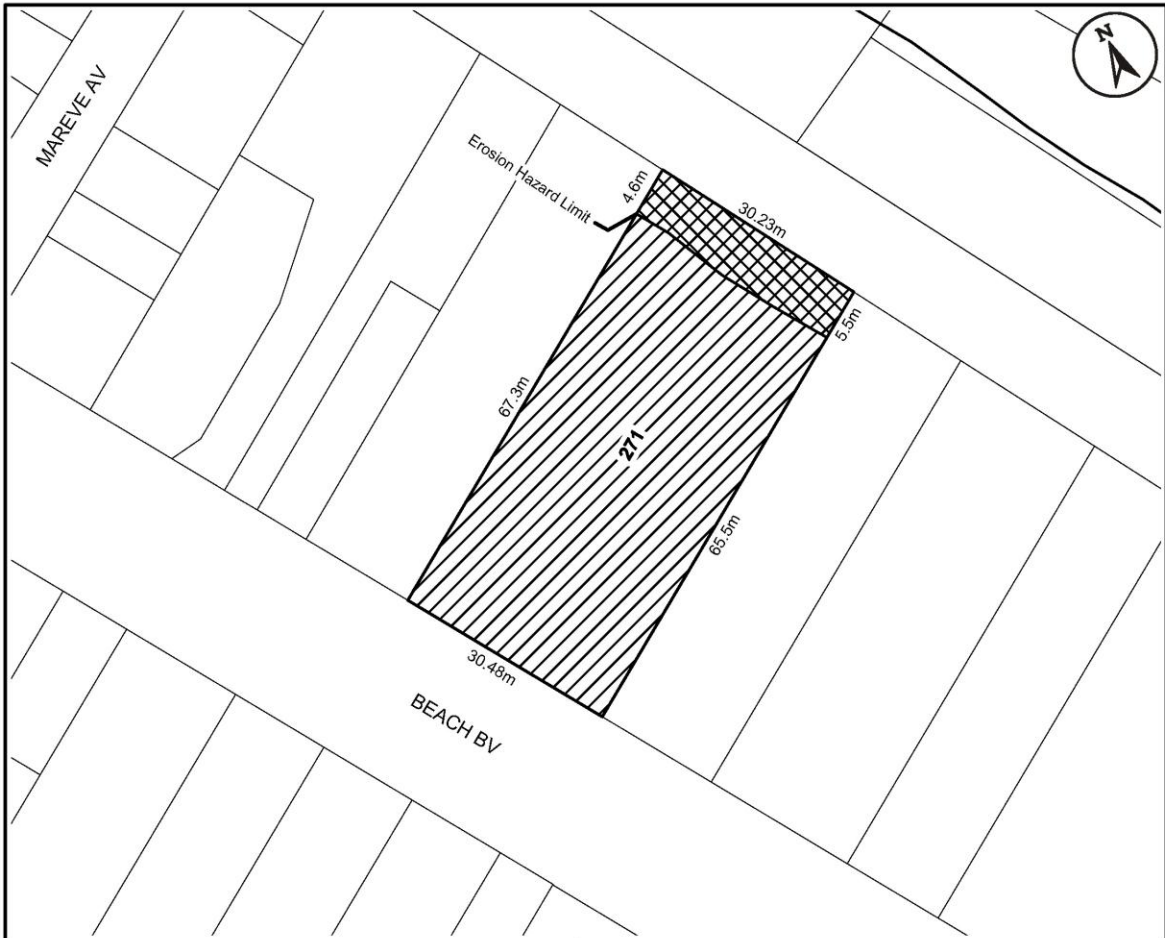 N
MAREVE AV
Erosion Hazard Limit
4.6m
30.23m
5.5m
67.3m
271
65.5m
30.48m
BEACH BV